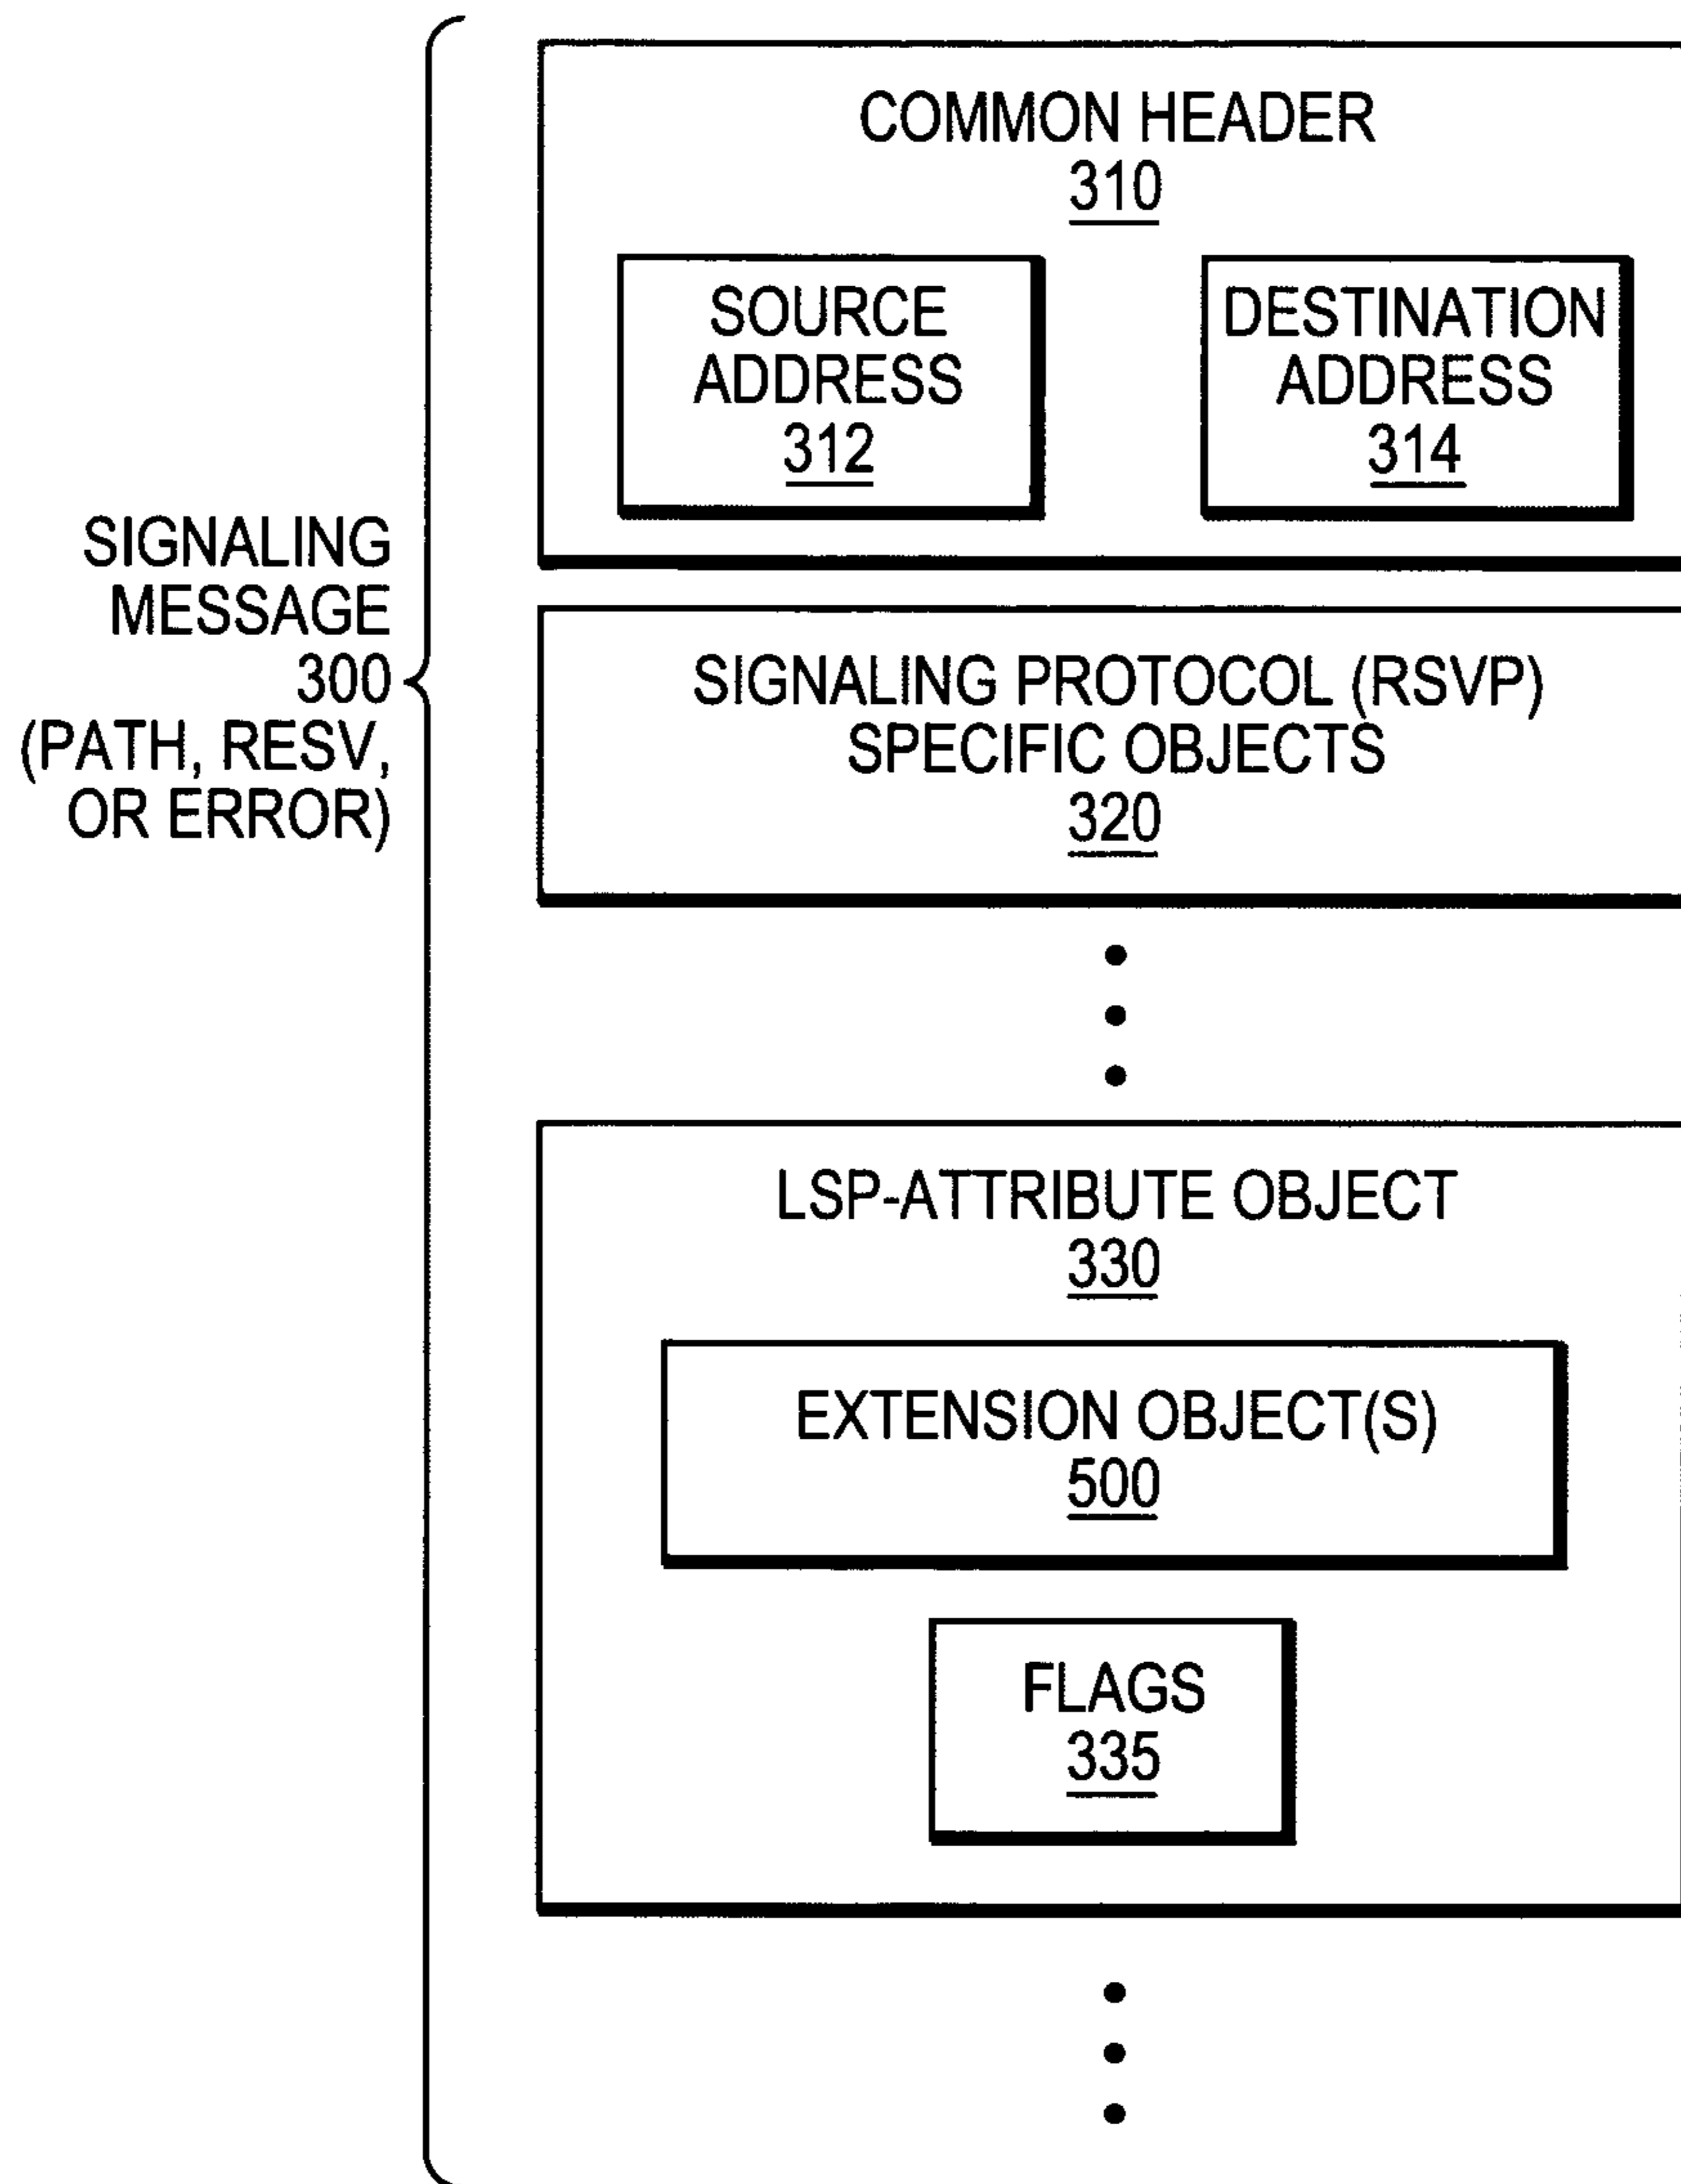 COMMON HEADER
310
SOURCE
ADDRESS
312
DESTINATION
ADDRESS
314
SIGNALING
MESSAGE
300
(PATH, RESV,
OR ERROR)
SIGNALING PROTOCOL (RSVP)
SPECIFIC OBJECTS
320
LSP-ATTRIBUTE OBJECT
330
EXTENSION OBJECT(S)
500
FLAGS
335